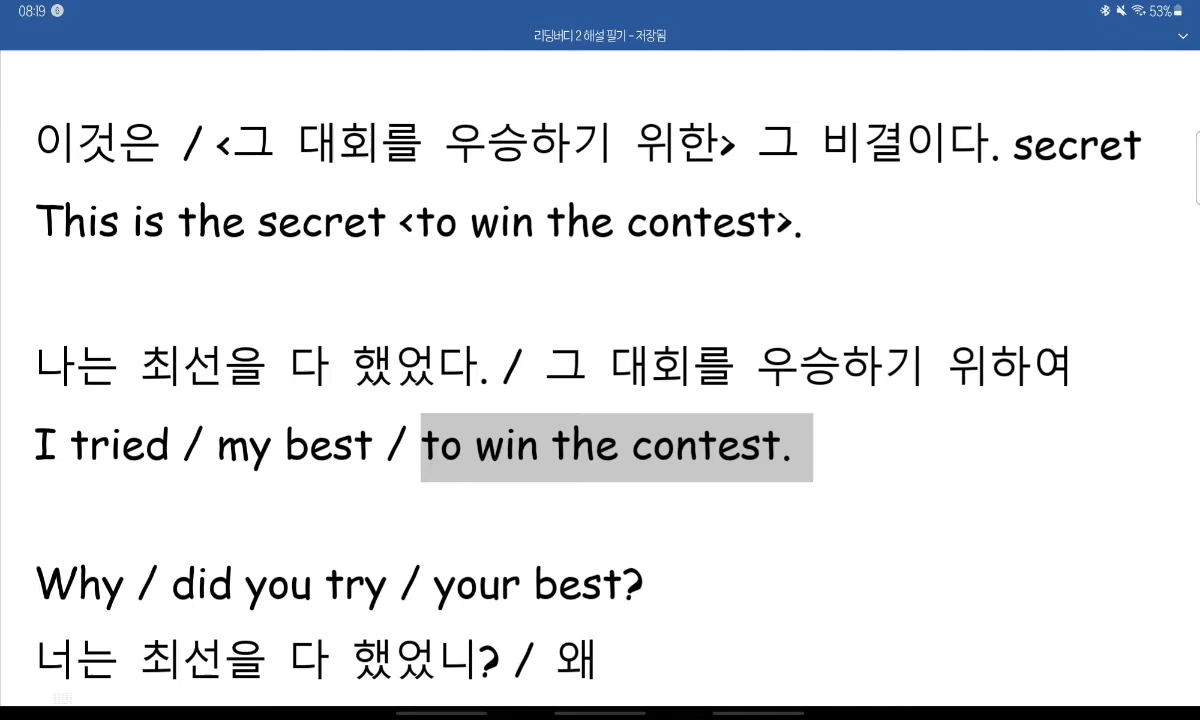 08:19
53%
리딩버디 2 해설 필기 - 저장됨
이것은 / <그 대회를 우승하기 위한> 그 비결이다. secret
This is the secret <to win the contest>.
나는 최선을 다 했었다. / 그 대회를 우승하기 위하여
I tried / my best / to win the contest.
Why / did you try / your best?
너는 최선을 다 했었니? / 왜